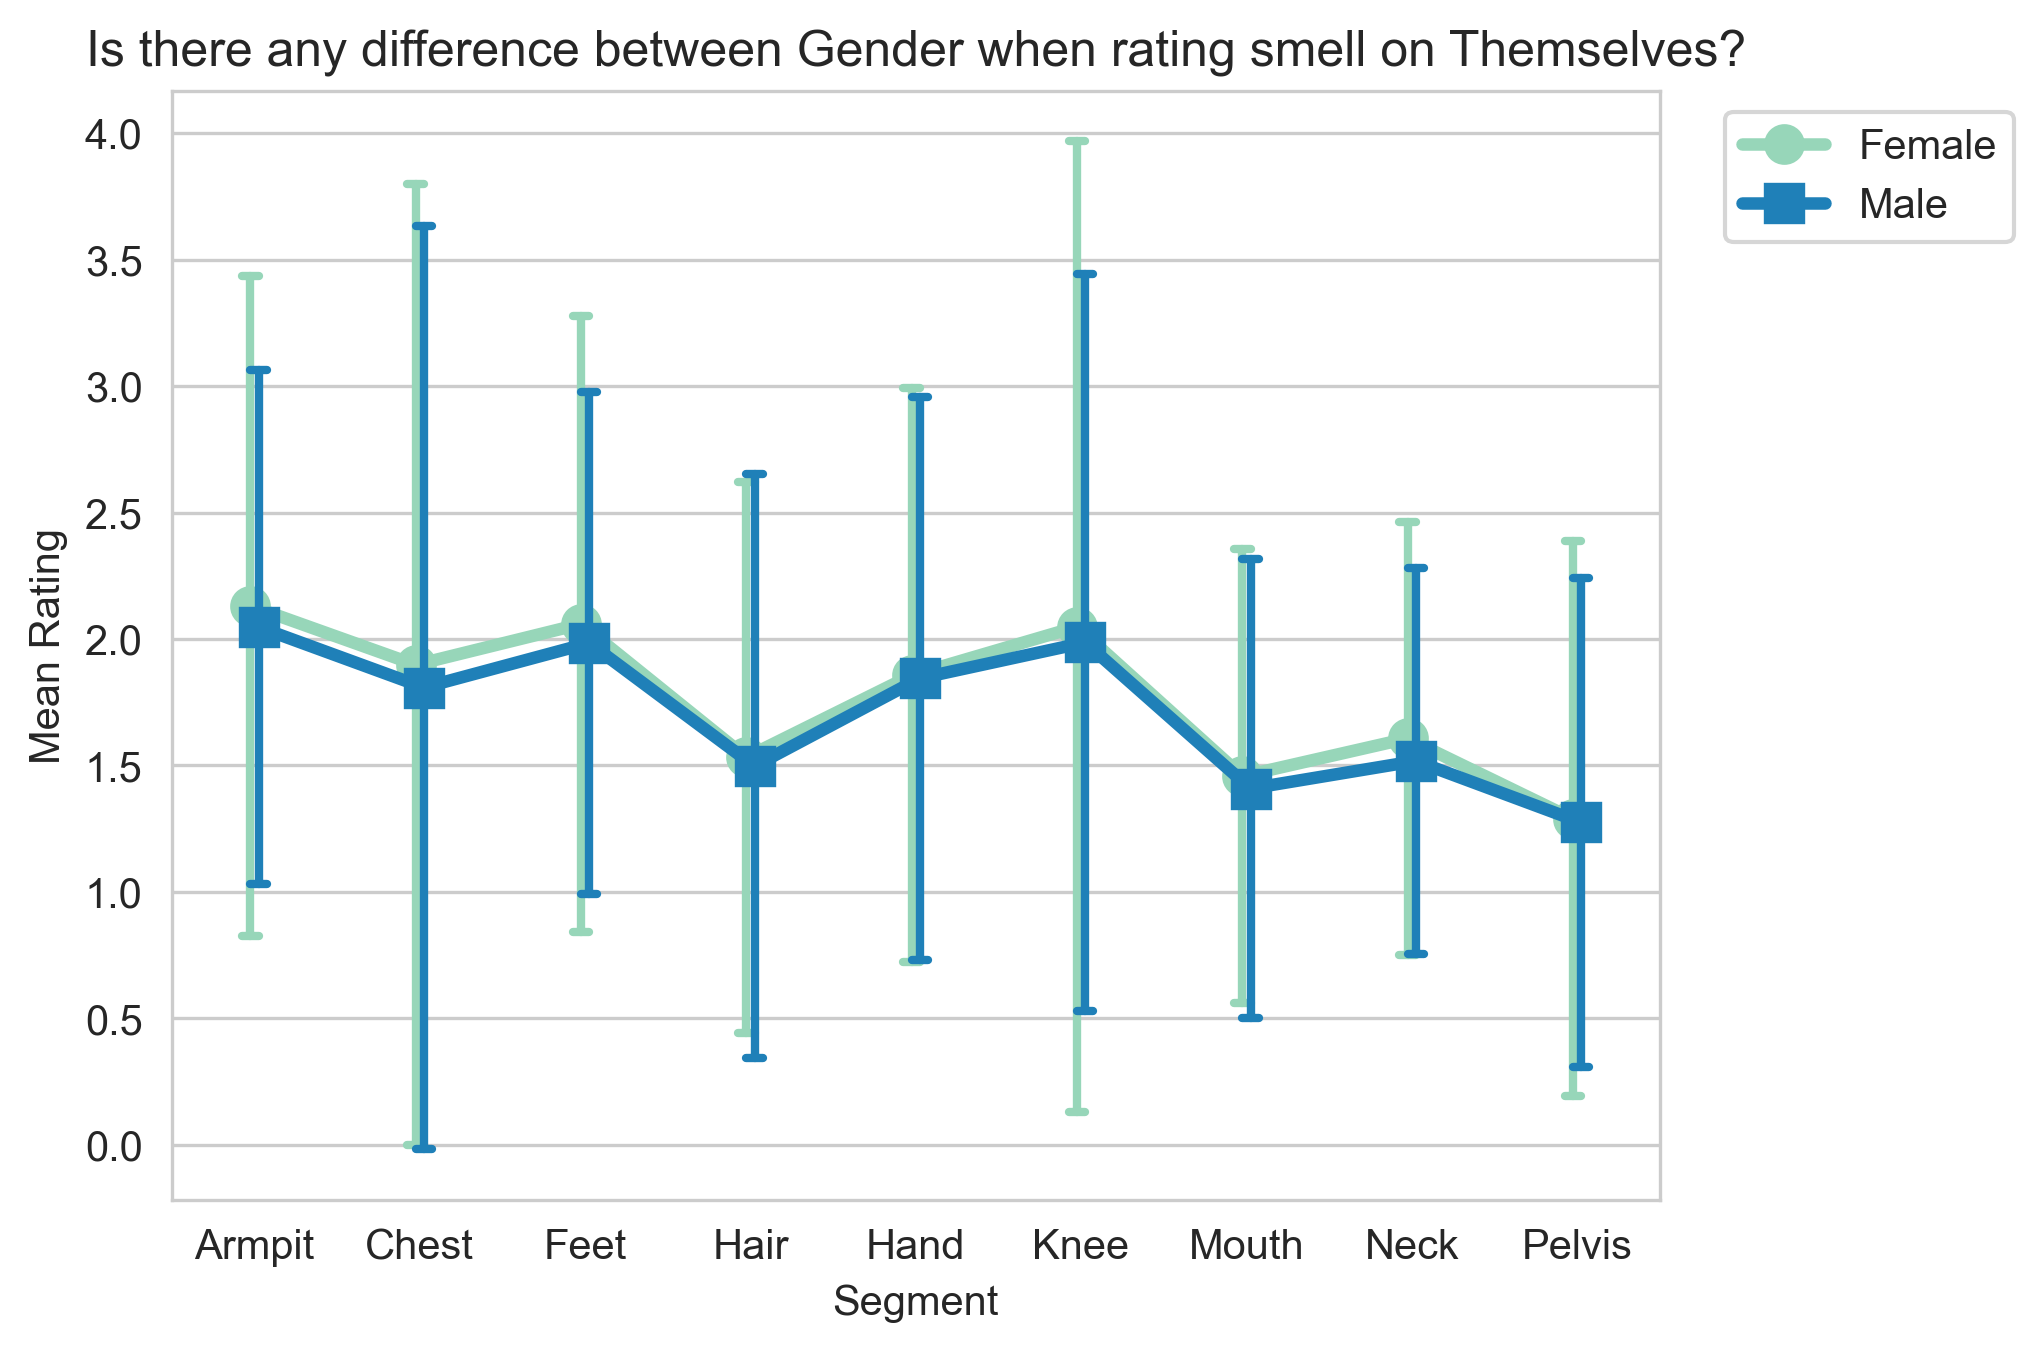 Is there any difference between Gender when rating smell on Themselves?
Female
Male
4.0
3.5
3.0
2.5
2.0
1.5
1.0
0.5
0.0
Mean Rating
Armpit Chest Feet Hair Hand Knee Mouth Neck Pelvis
Segment